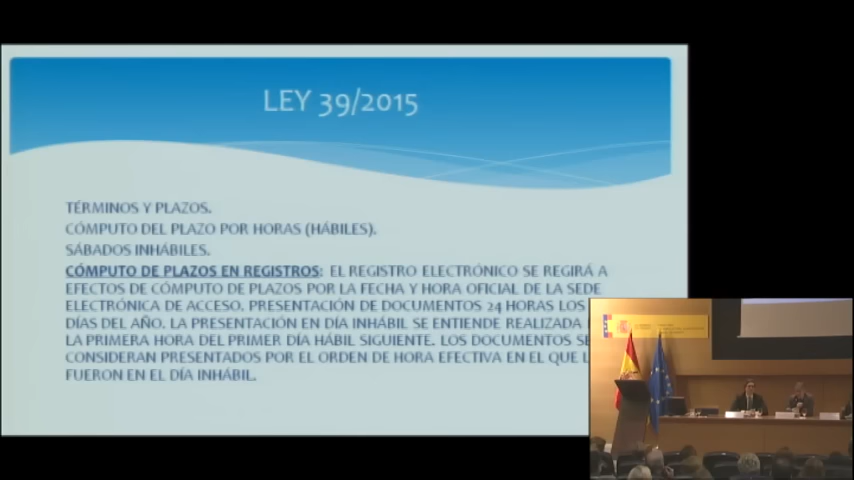 LEY 39/2015
TÉRMINOS Y PLAZOS.
CÓMPUTO DEL PLAZO POR HORAS (HÁBILES).
SÁBADOS INHÁBILES.
CÓMPUTO DE PLAZOS EN REGISTROS: EL REGISTRO ELECTRÓNICO SE REGIRÁ A
EFECTOS DE CÓMPUTO DE PLAZOS POR LA FECHA Y HORA OFICIAL DE LA SEDE
ELECTRÓNICA DE ACCESO. PRESENTACIÓN DE DOCUMENTOS 24 HORAS LOS
DÍAS DEL AÑO. LA PRESENTACIÓN EN DÍA INHÁBIL SE ENTIENDE REALIZADA
LA PRIMERA HORA DEL PRIMER DÍA HÁBIL SIGUIENTE. LOS DOCUMENTOS SE
CONSIDERAN PRESENTADOS POR EL ORDEN DE HORA EFECTIVA EN EL QUE L
FUERON EN EL DÍA INHÁBIL.